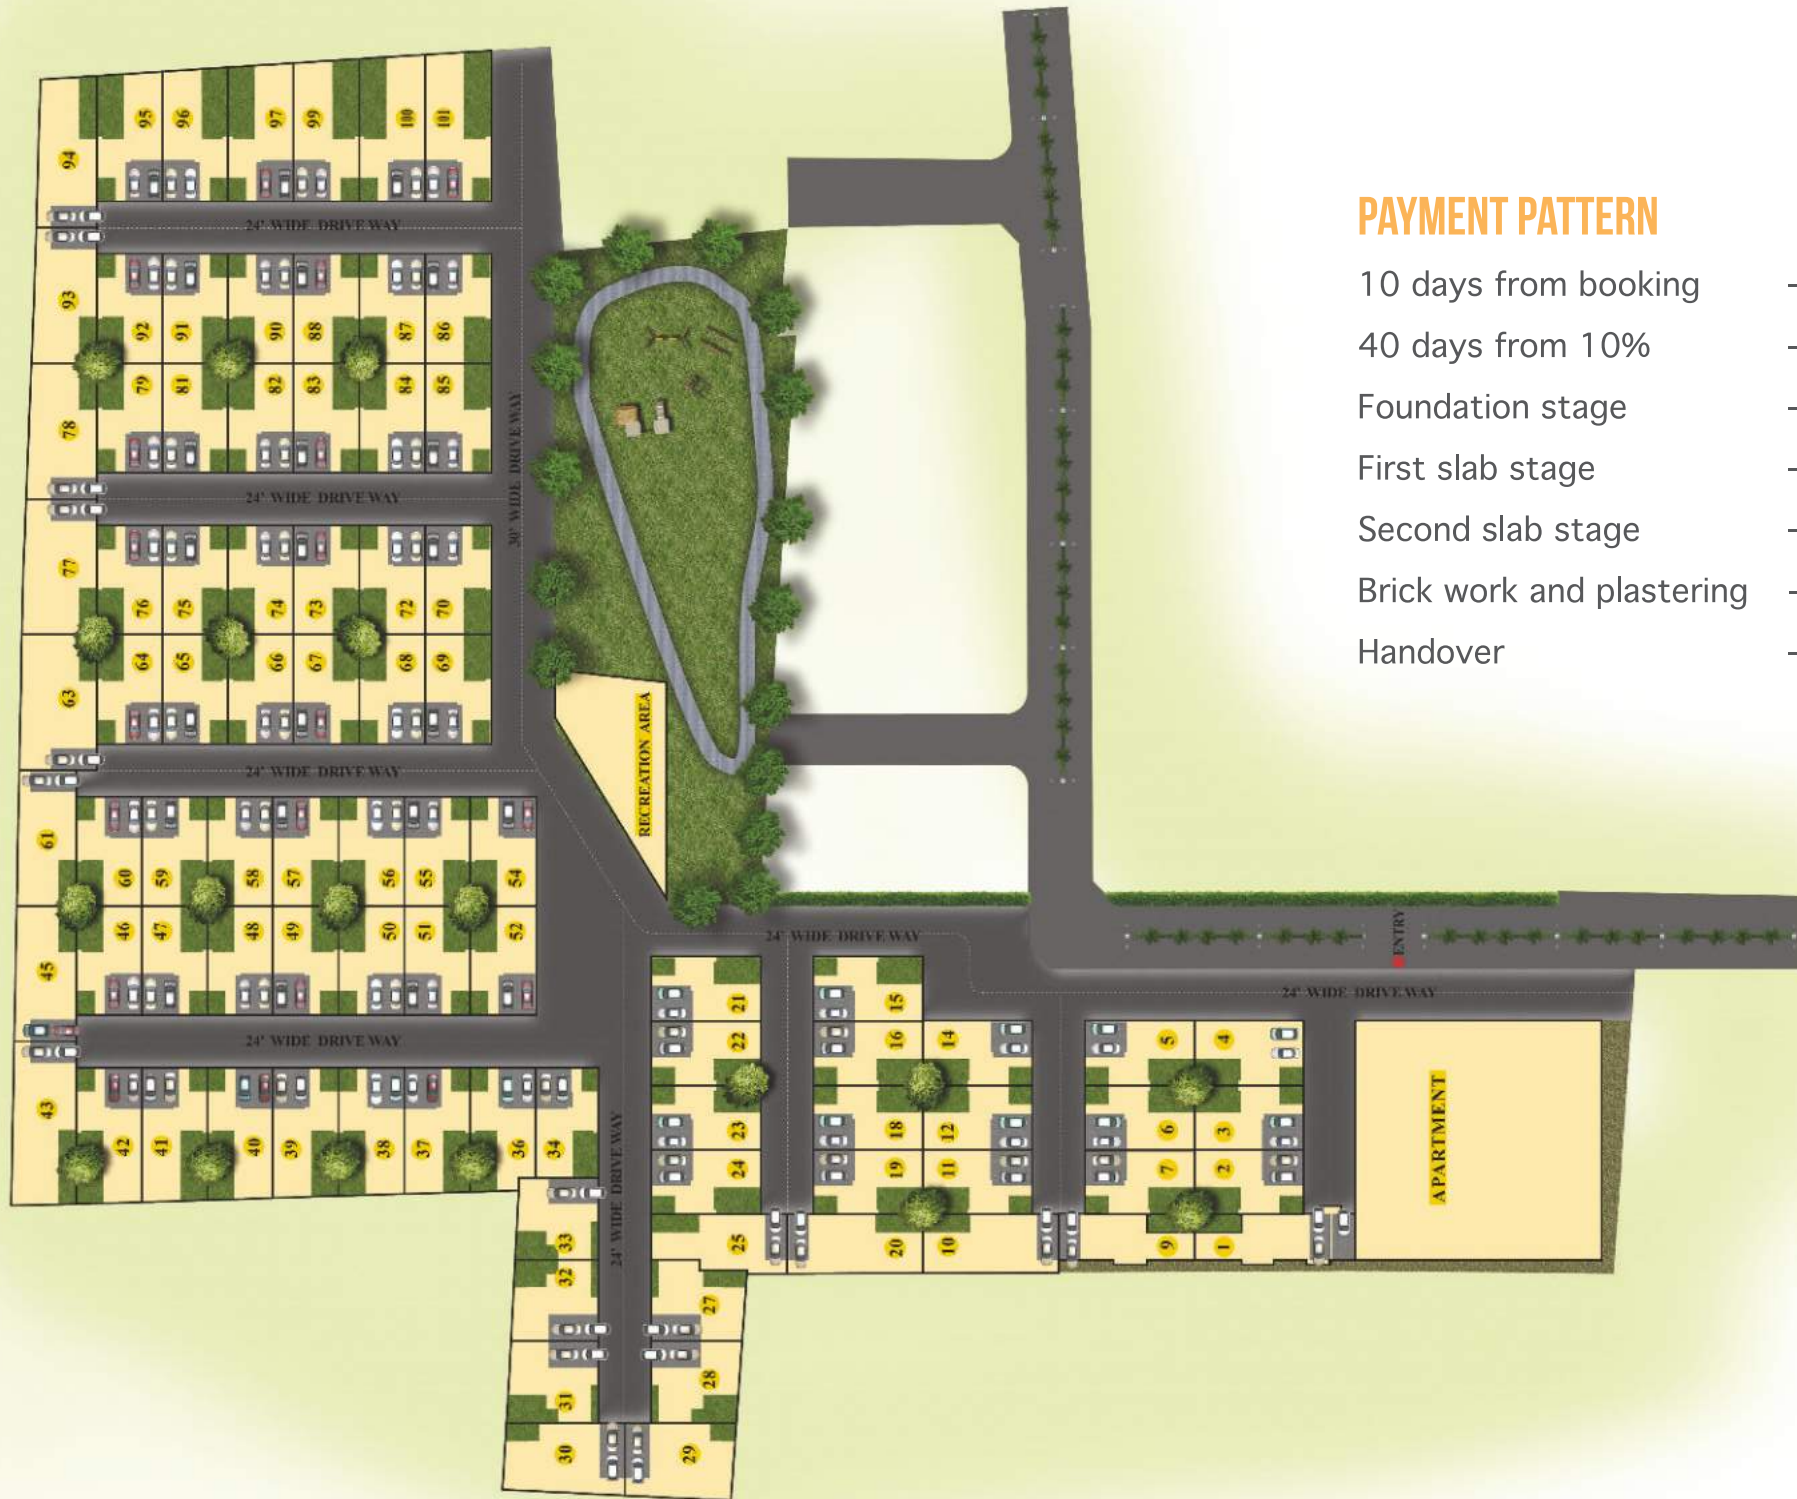 PAYMENT PATTERN
10 days from booking -
40 days from 10% -
Foundation stage -
First slab stage -
Second slab stage -
Brick work and plastering -
Handover -
95 96 97 99 100 101
94
24' WIDE DRIVE WAY
93
92 91 90 88 87 86
79 81 82 83 84 85
78
24' WIDE DRIVE WAY
30' WIDE DRIVE WAY
77
76 75 74 73 72 70
64 65 66 67 68 69
63
24' WIDE DRIVE WAY
RECREATION AREA
61
60 59 58 57 56 55 54
46 47 48 49 50 51 52
45
24' WIDE DRIVE WAY
ENTRY
24' WIDE DRIVE WAY
24' WIDE DRIVE WAY
43
42 41 40 39 38 37 36 34
24' WIDE DRIVE WAY
21 15
22 16 14 5 4
23 18 12 6 3
24 19 11 7 2
25 20 10 9 1
APARTMENT
33
32 27
31 28
30 29